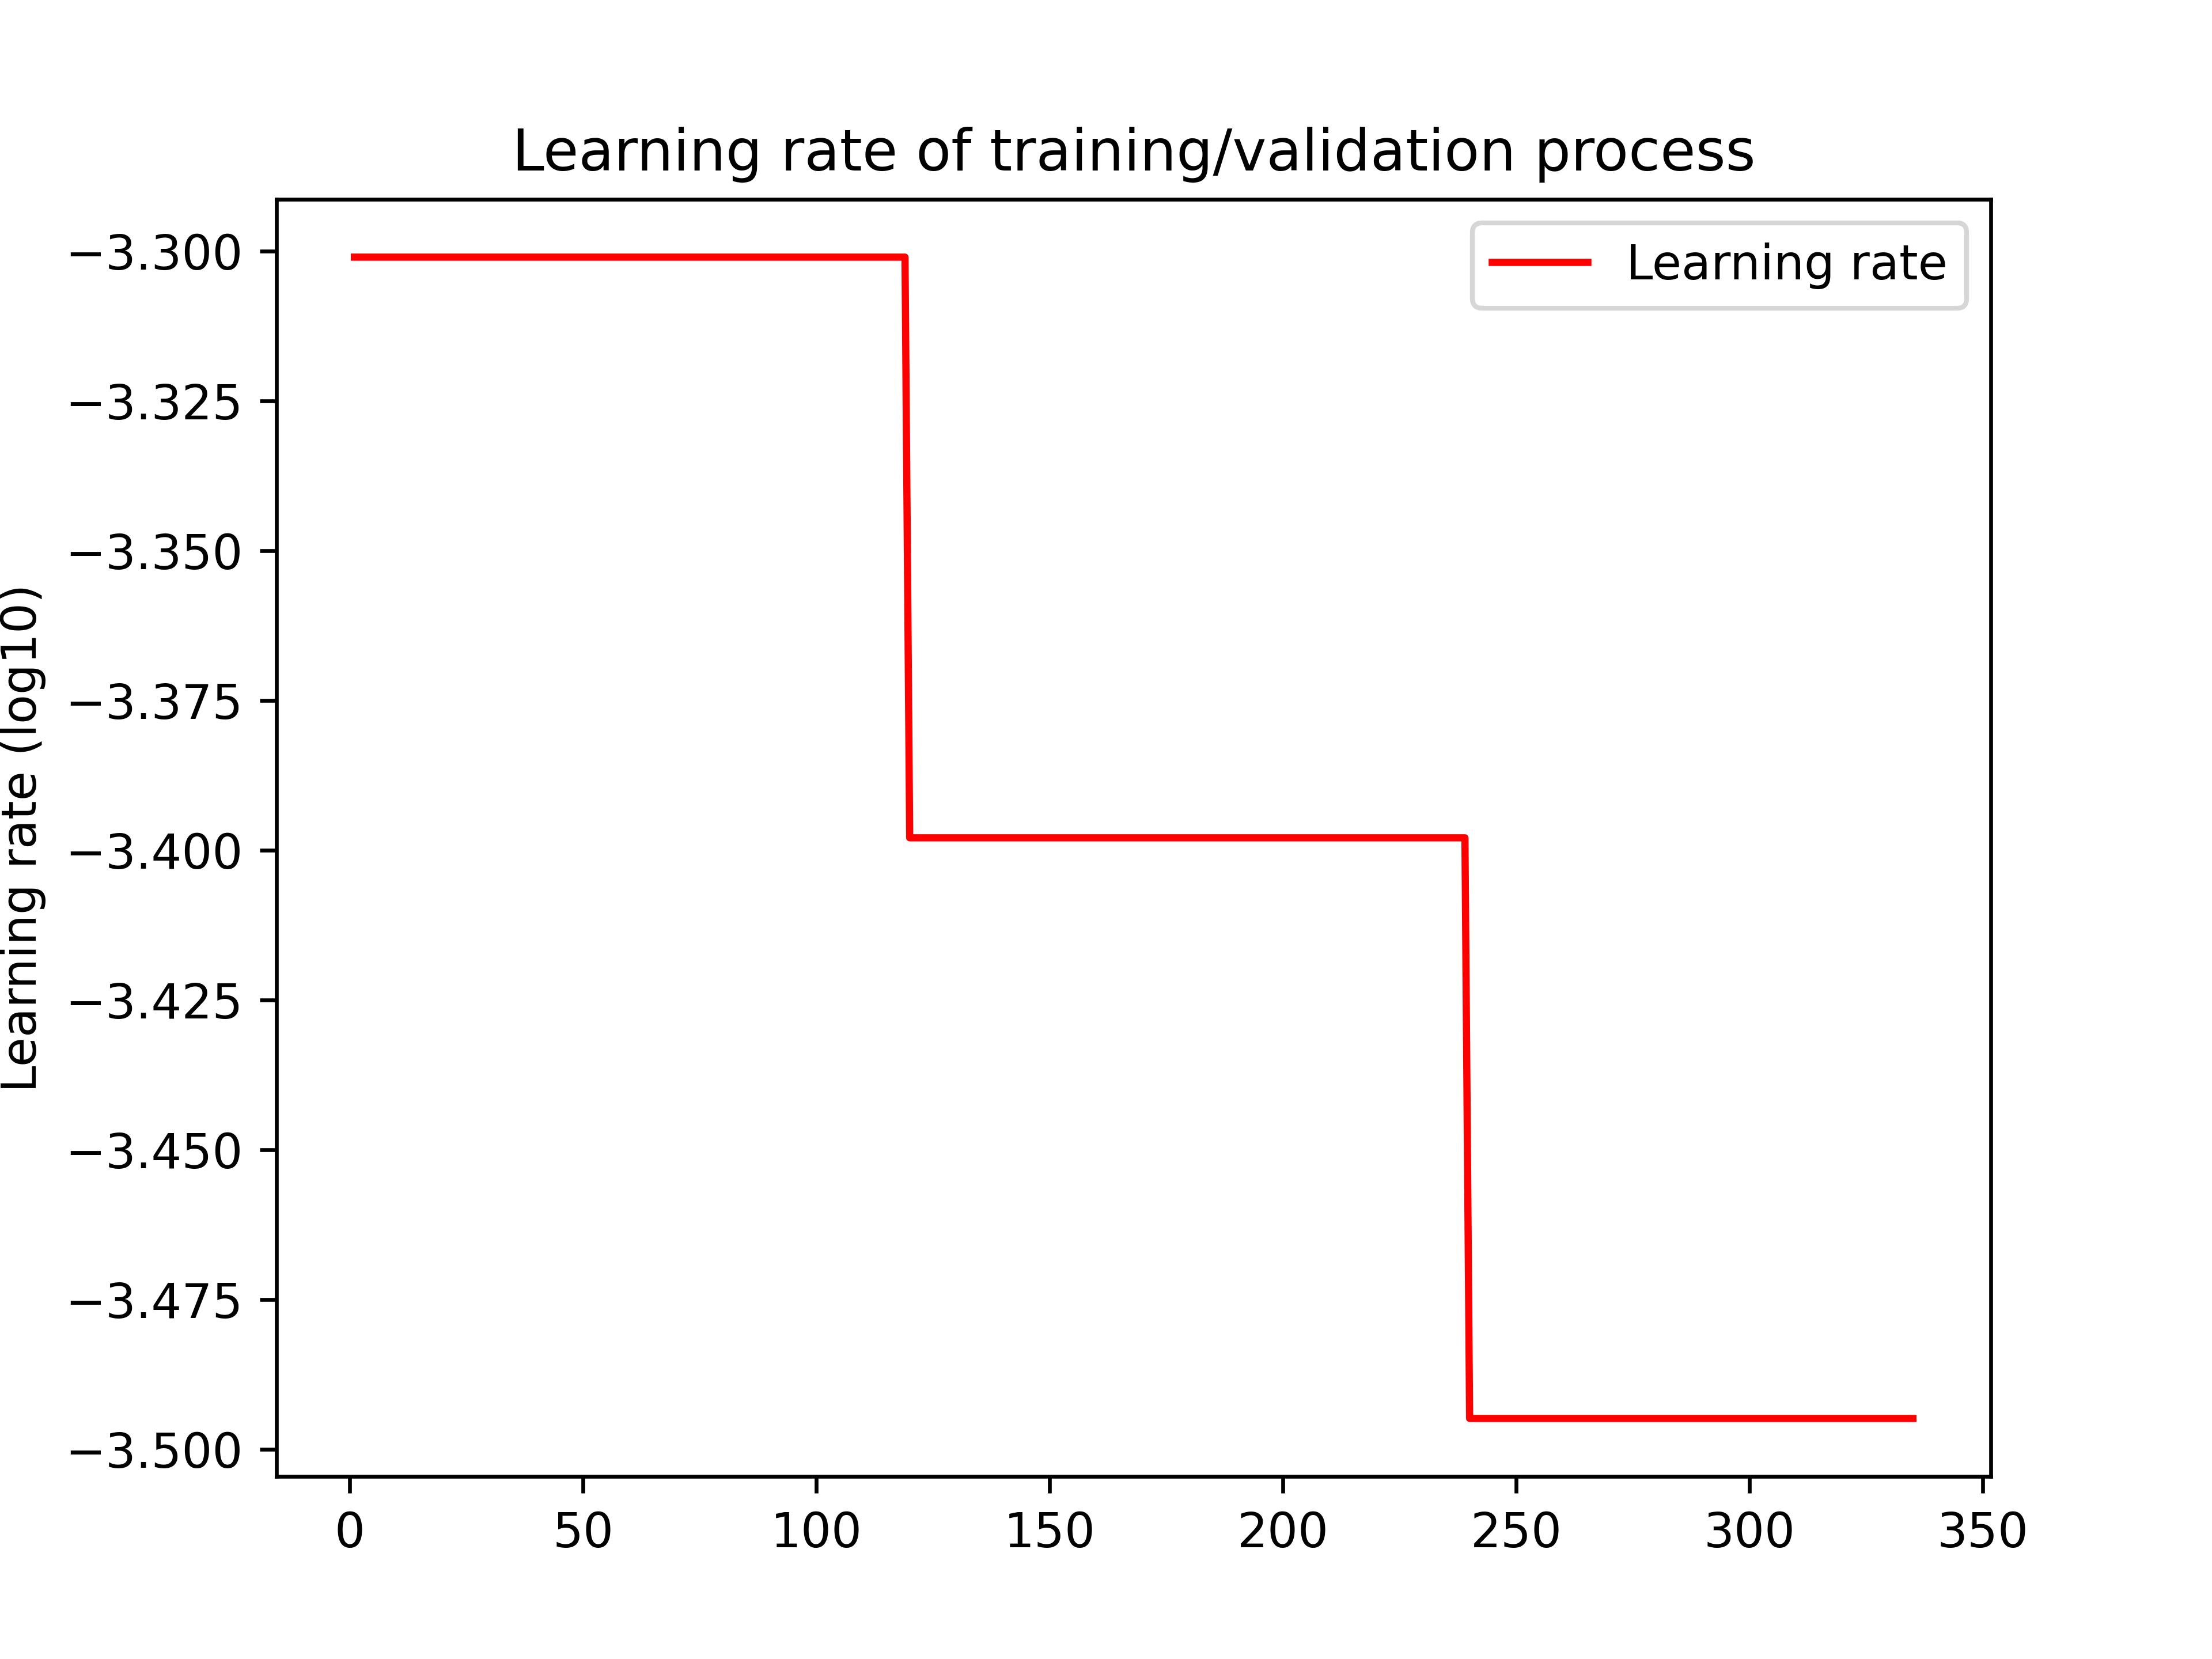 Learning rate of training/validation process
Learning rate
Learning rate (log10)
−3.300
−3.325
−3.350
−3.375
−3.400
−3.425
−3.450
−3.475
−3.500
0 50 100 150 200 250 300 350